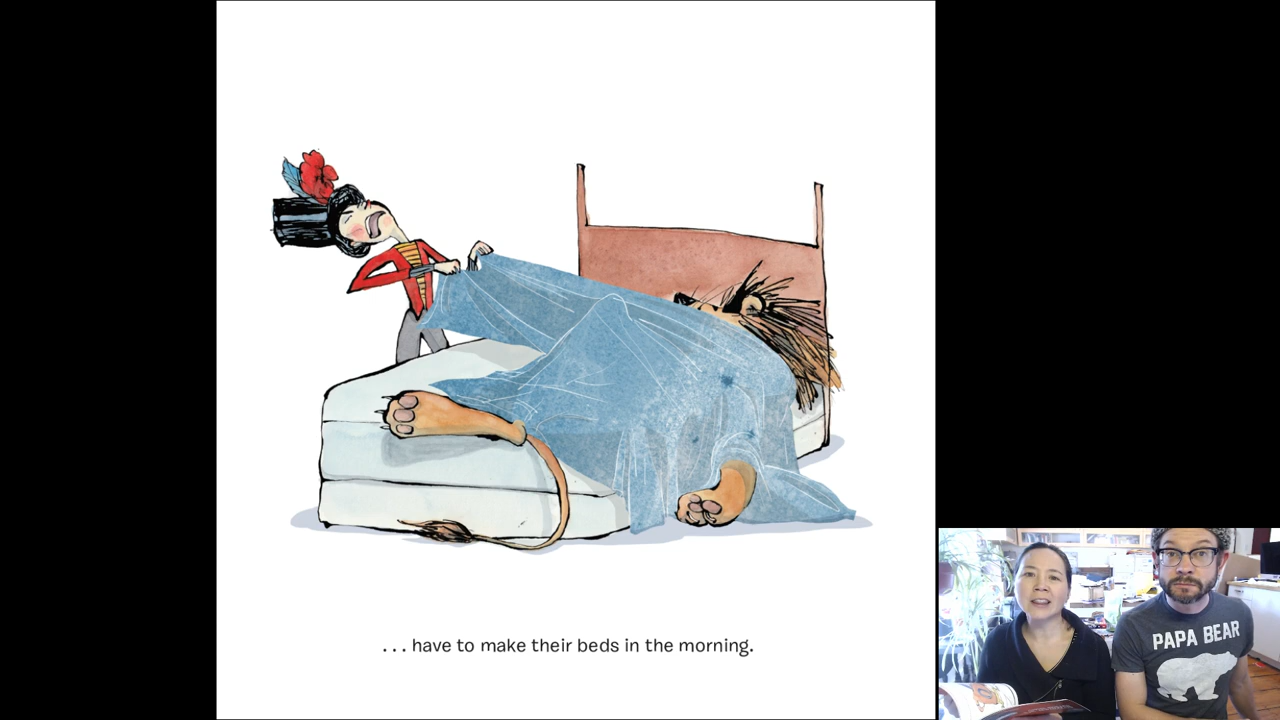 . . . have to make their beds in the morning.
PAPA BEAR